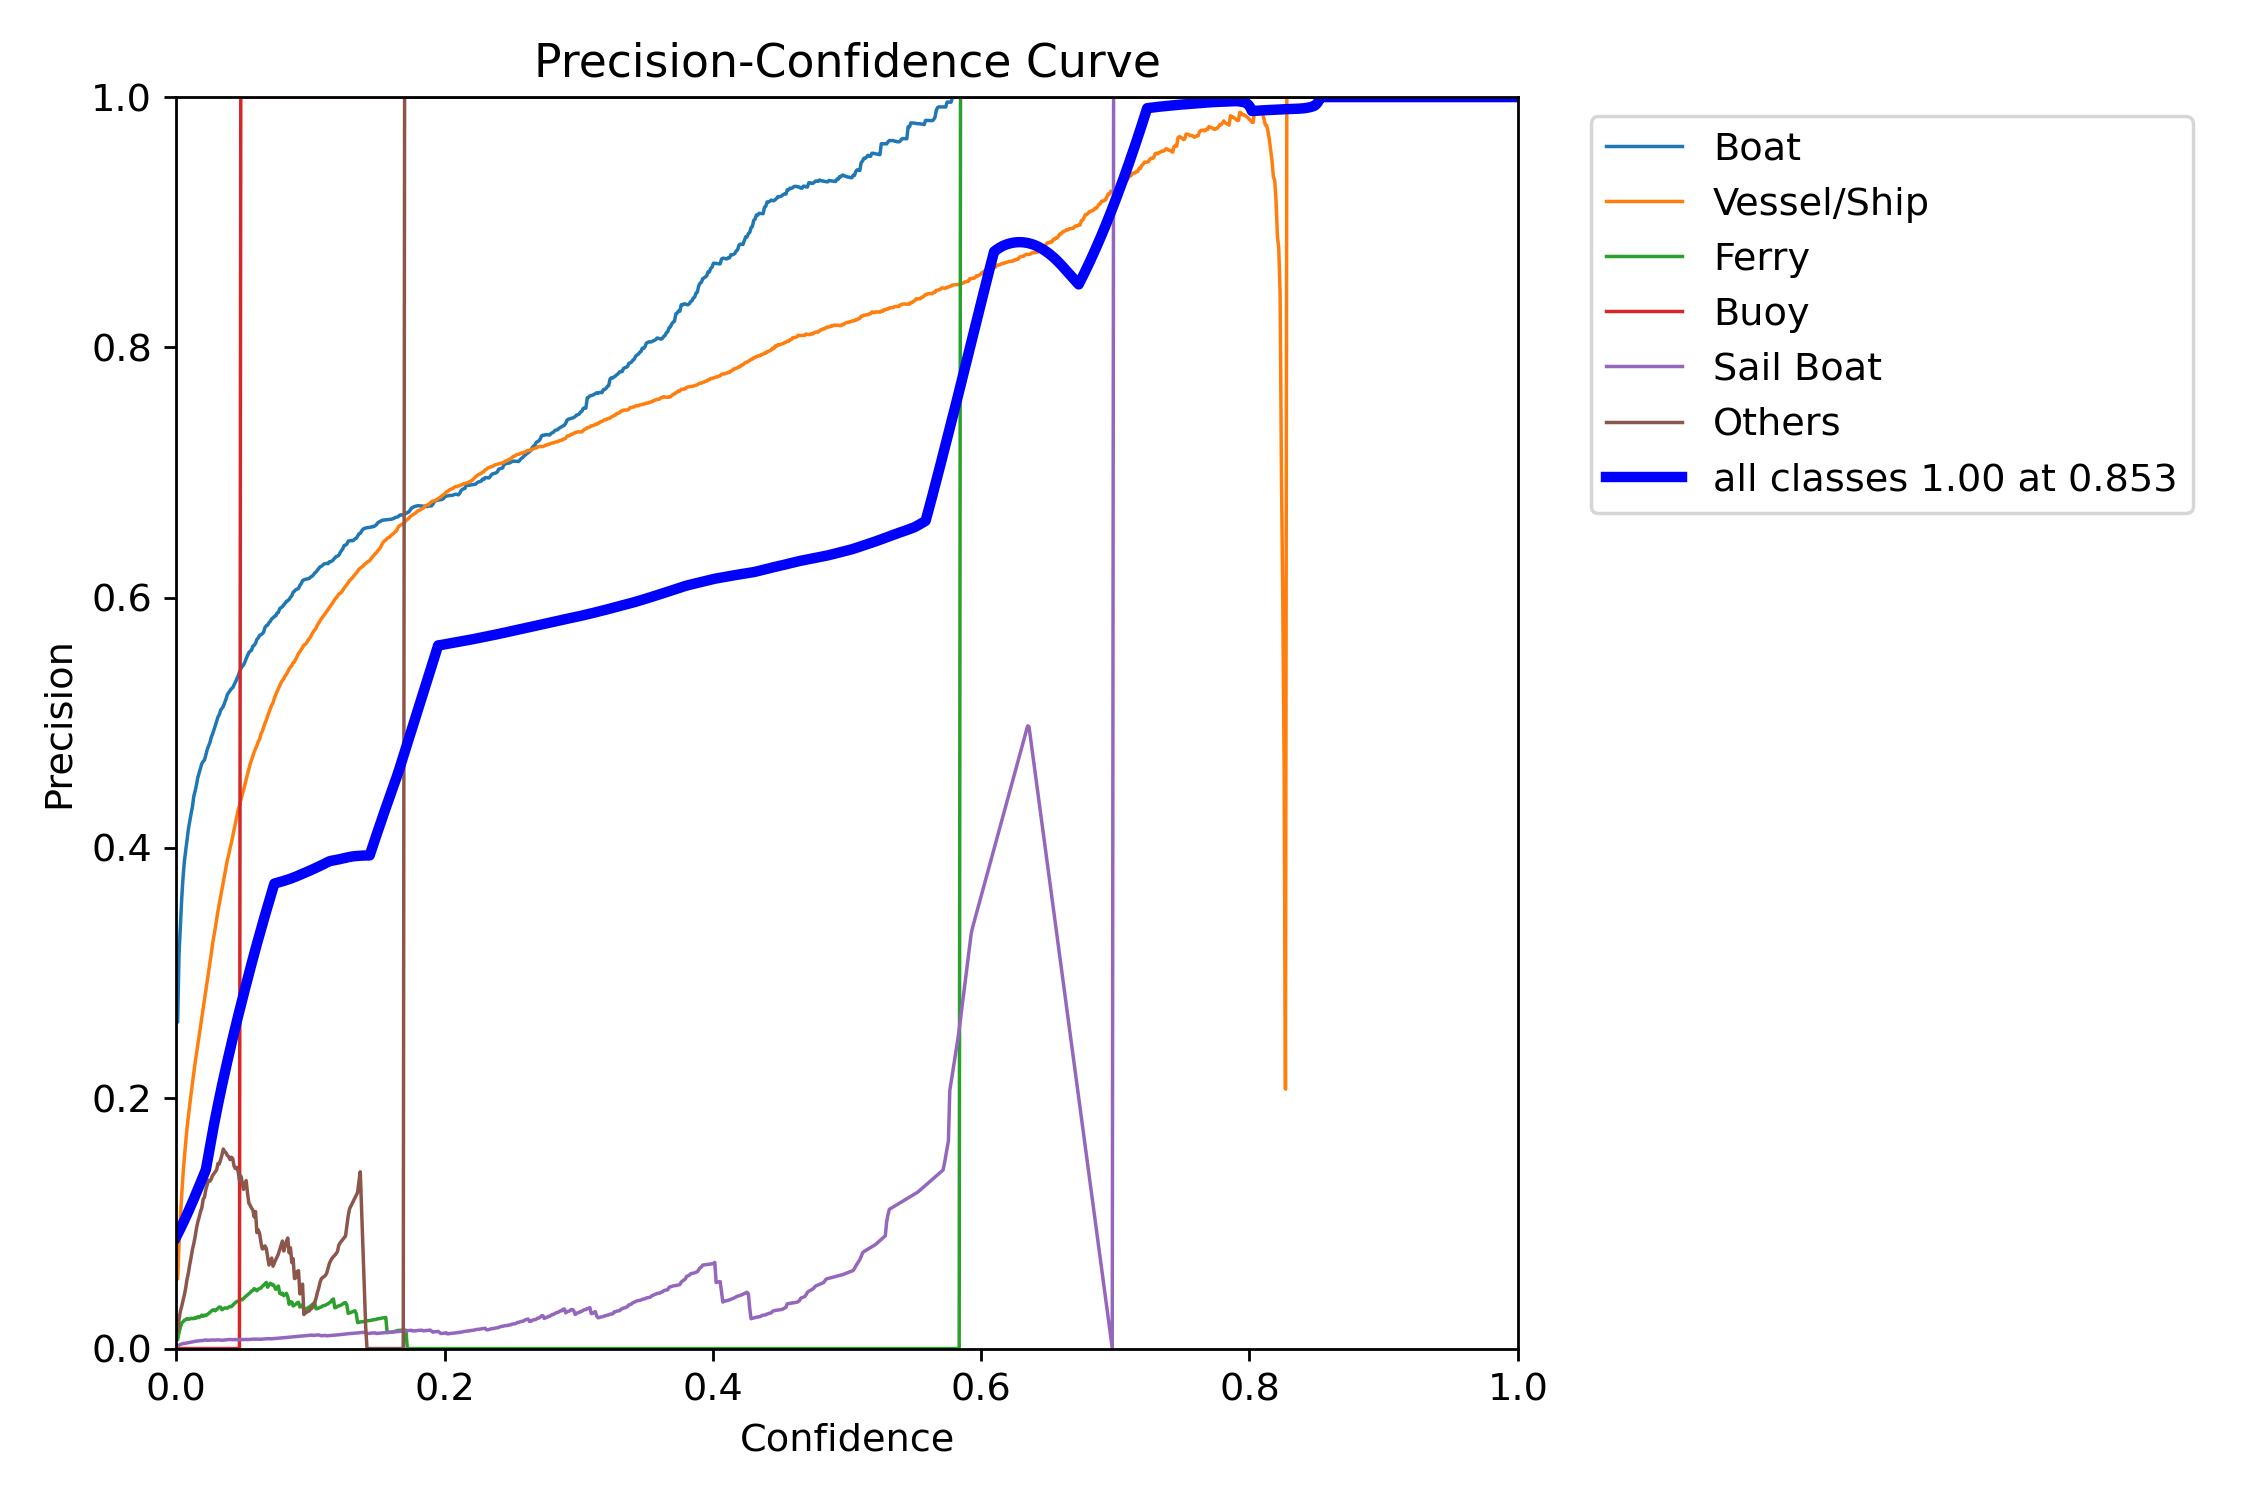 Precision-Confidence Curve
1.0
0.8
0.6
0.4
0.2
0.0
Precision
0.0
0.2
0.4
0.6
0.8
1.0
Confidence
Boat
Vessel/Ship
Ferry
Buoy
Sail Boat
Others
all classes 1.00 at 0.853